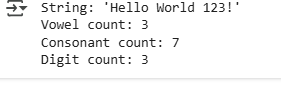 String: 'Hello World 123!'
Vowel count: 3
Consonant count: 7
Digit count: 3